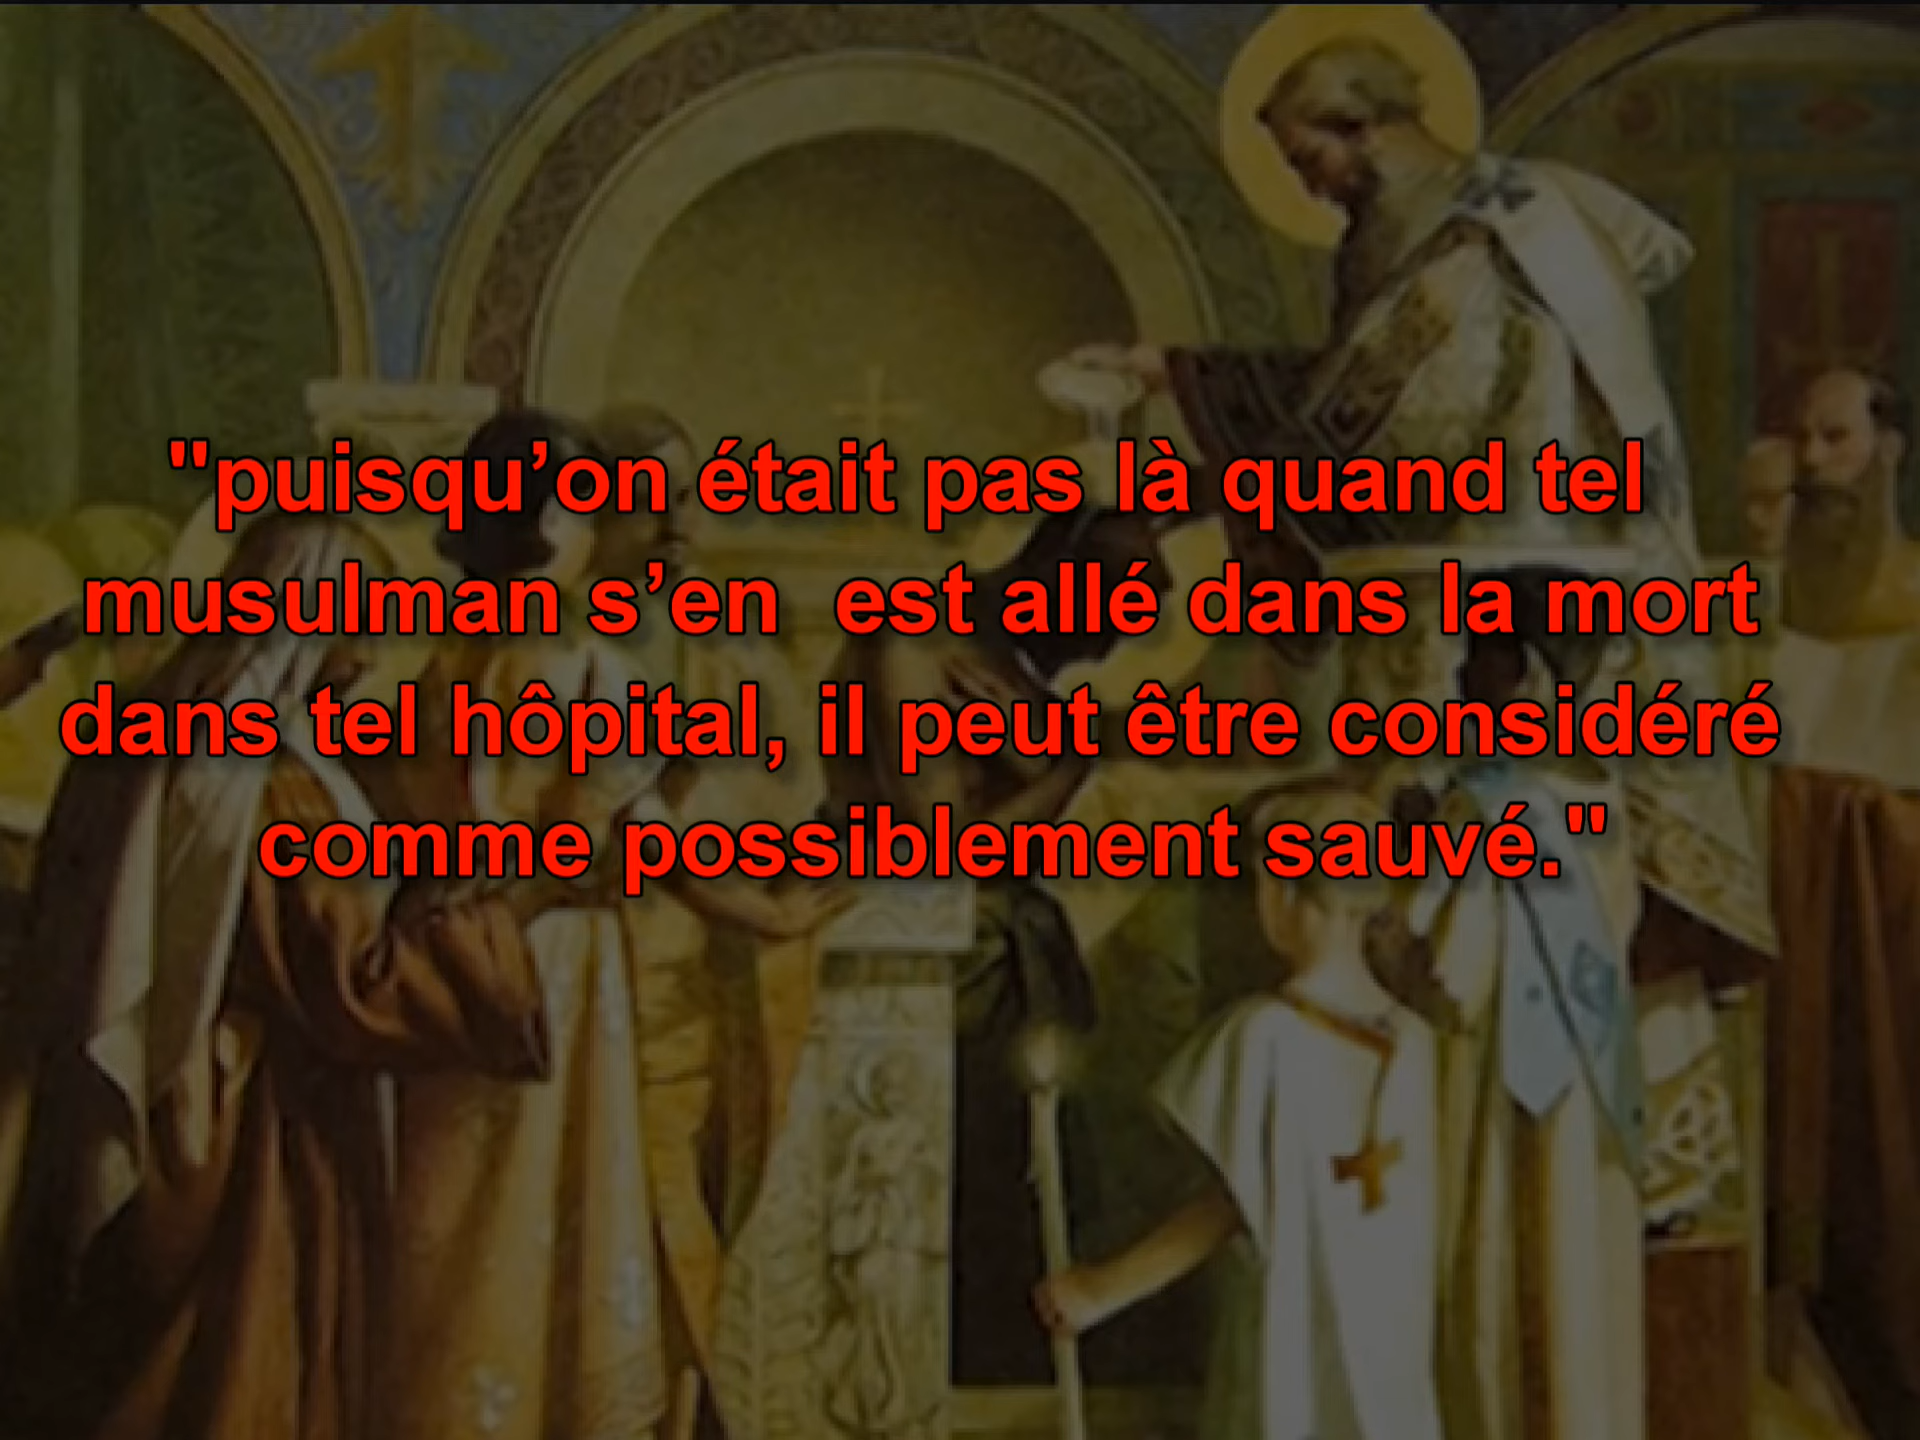 "puisqu’on était pas là quand tel
musulman s’en  est allé dans la mort
dans tel hôpital, il peut être considéré
comme possiblement sauvé."